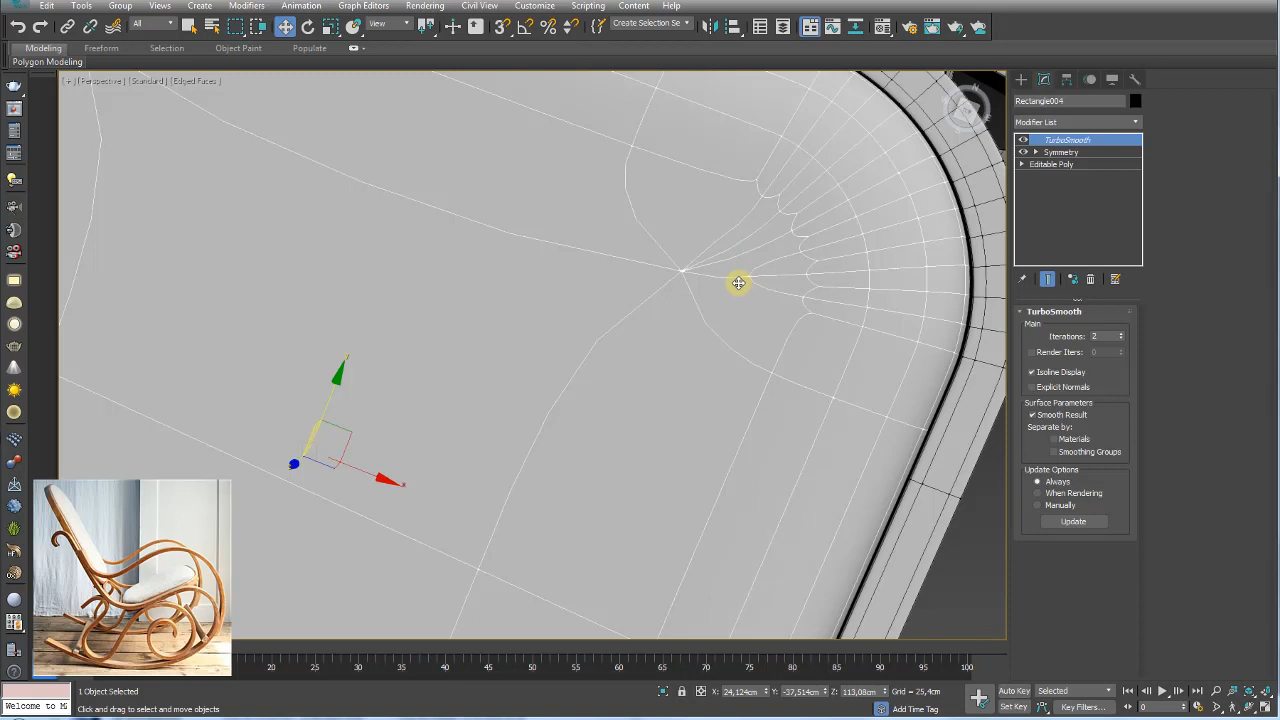 Edit Tools Group Views Create Modifiers Animation Graph Editors Rendering Civil View Customize Scripting Content Help
All View Create Selection Se
Modeling Freeform Selection Object Paint Populate
Polygon Modeling
[+] [Perspective] [Standard] [Edged Faces]
Rectangle004
Modifier List
TurboSmooth
Symmetry
Editable Poly
TurboSmooth
Main
Iterations: 2
Render Iters: 0
Isoline Display
Explicit Normals
Surface Parameters
Smooth Result
Separate by:
Materials
Smoothing Groups
Update Options
Always
When Rendering
Manually
Update
25 30 35 40 45 50 55 60 65 70 75 80 85 90 95 100
1 Object Selected X: 24,124cm Y: -37,514cm Z: 113,08cm Grid = 25,4cm Auto Key Selected
Welcome to Mi Click and drag to select and move objects Add Time Tag Set Key Key Filters... 0